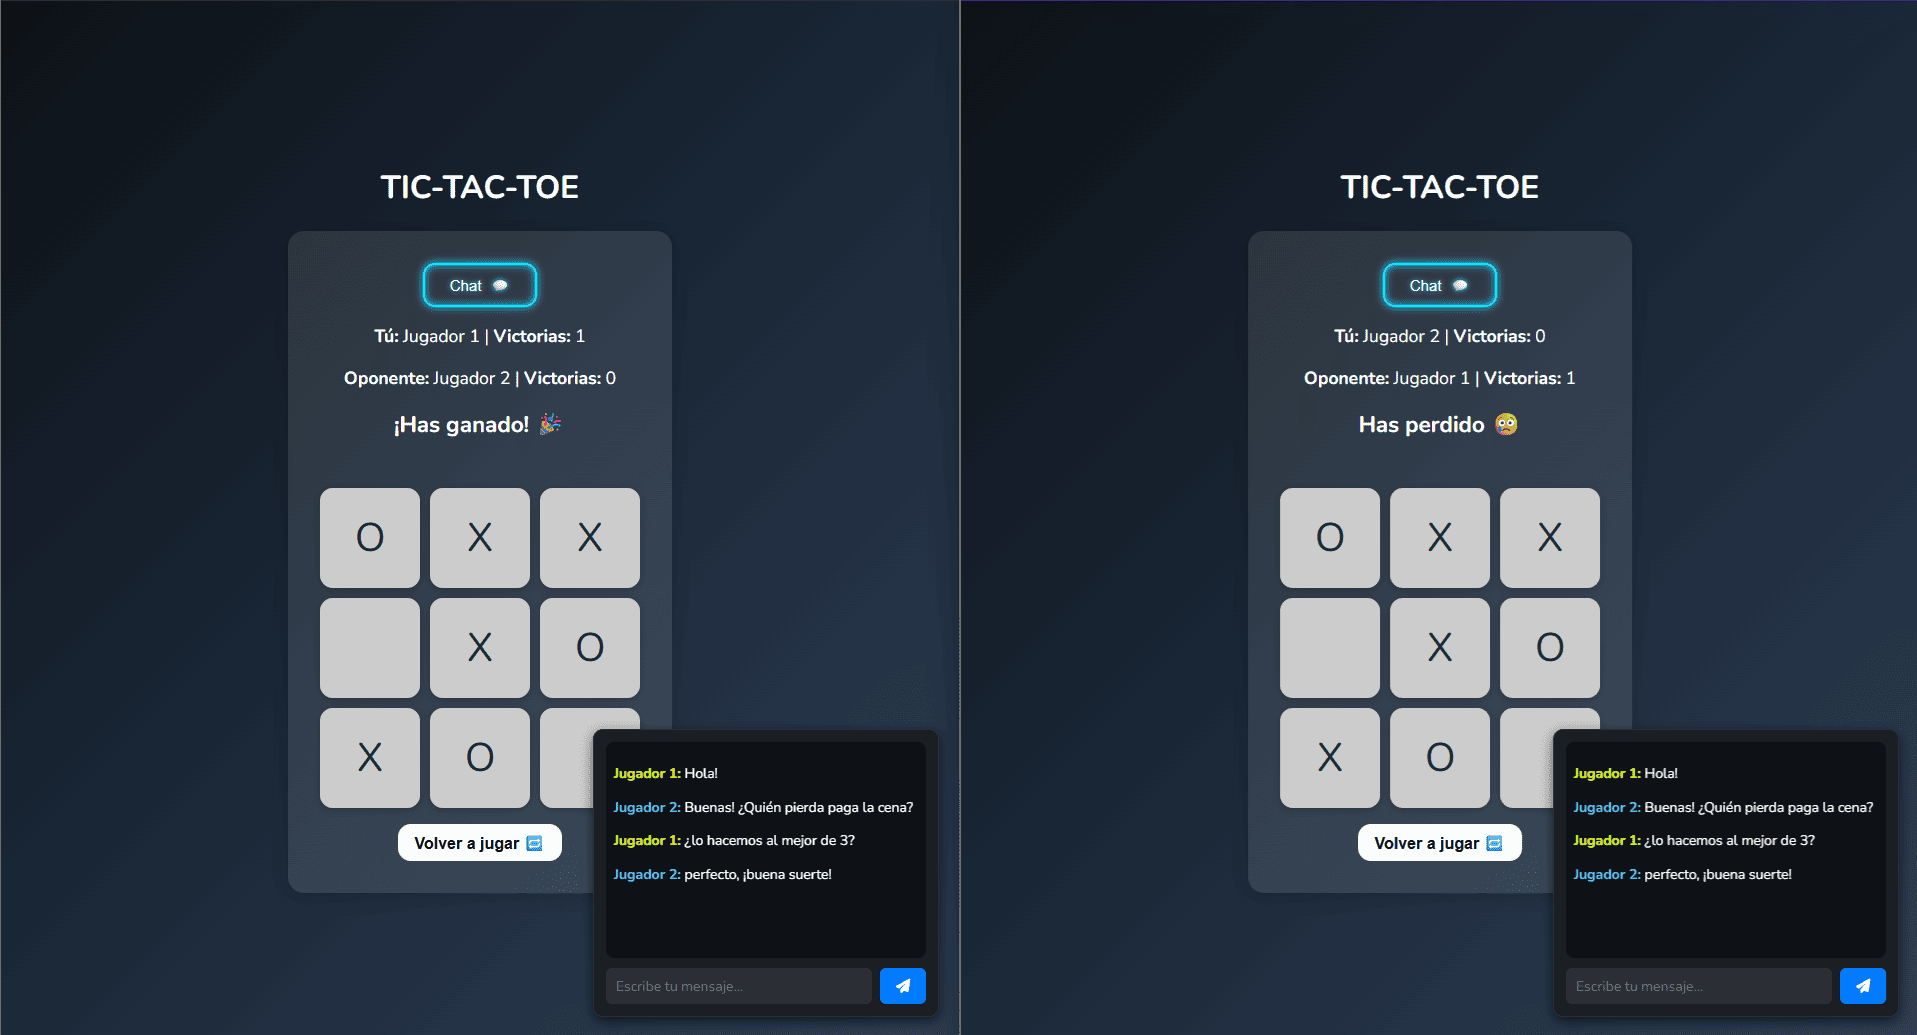 TIC-TAC-TOE
Chat 💬
Tú: Jugador 1 | Victorias: 1
Oponente: Jugador 2 | Victorias: 0
¡Has ganado! 🎉
O X X
X O
X O
Volver a jugar 🔁
Jugador 1: Hola!
Jugador 2: Buenas! ¿Quién pierda paga la cena?
Jugador 1: ¿lo hacemos al mejor de 3?
Jugador 2: perfecto, ¡buena suerte!
Escribe tu mensaje...
TIC-TAC-TOE
Chat 💬
Tú: Jugador 2 | Victorias: 0
Oponente: Jugador 1 | Victorias: 1
Has perdido 😢
O X X
X O
X O
Volver a jugar 🔁
Jugador 1: Hola!
Jugador 2: Buenas! ¿Quién pierda paga la cena?
Jugador 1: ¿lo hacemos al mejor de 3?
Jugador 2: perfecto, ¡buena suerte!
Escribe tu mensaje...